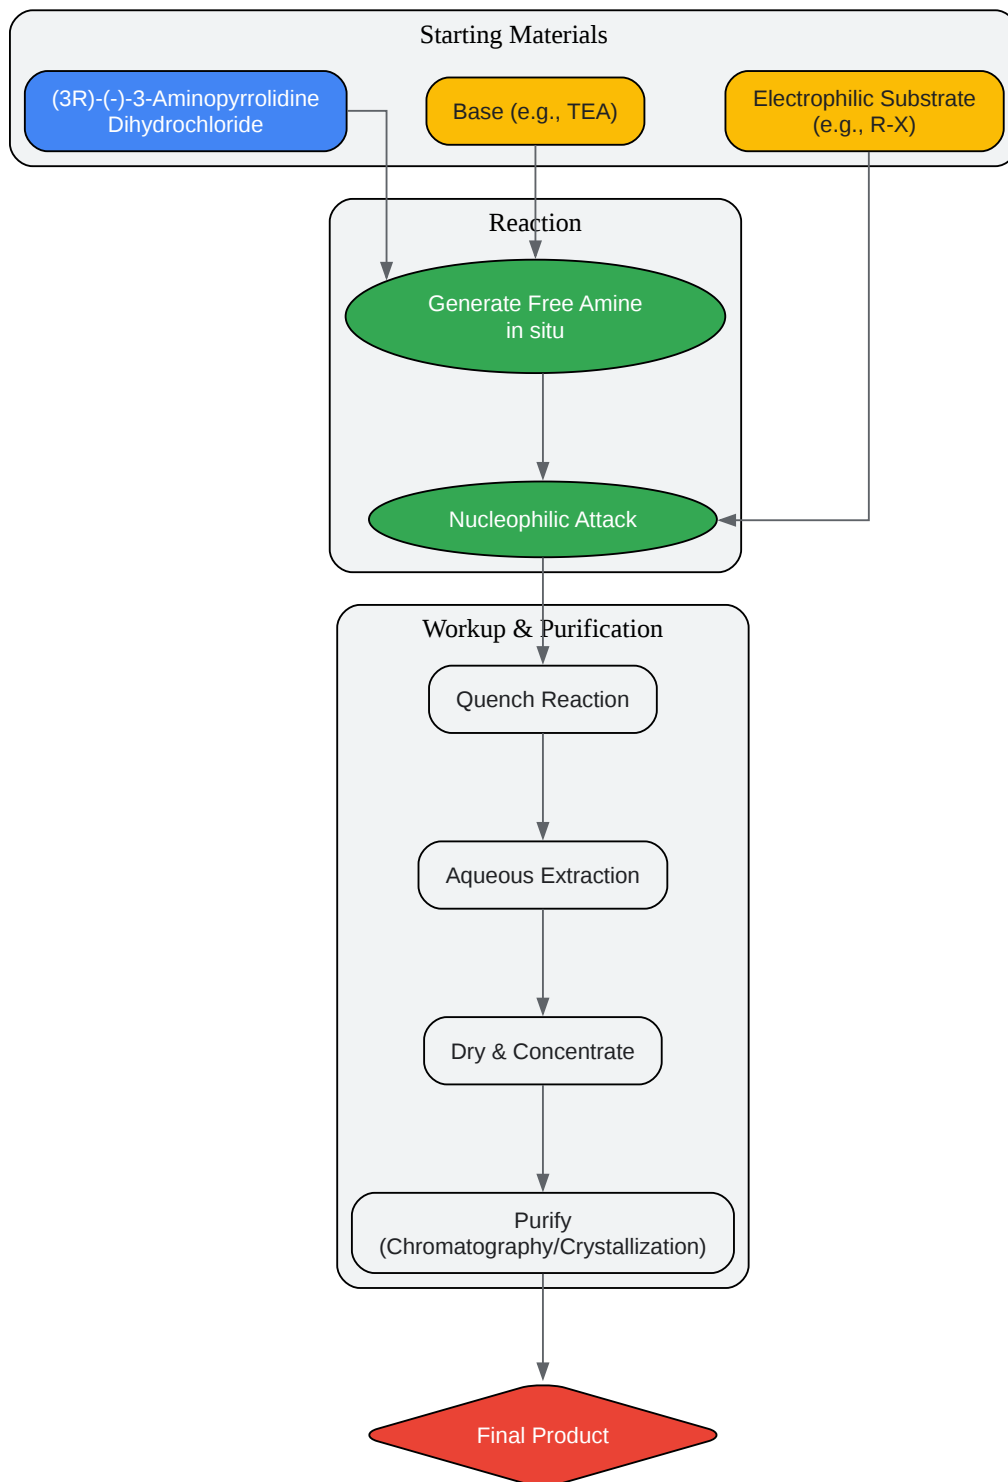 Starting Materials
(3R)-(-)-3-Aminopyrrolidine
Dihydrochloride
Base (e.g., TEA)
Electrophilic Substrate
(e.g., R-X)
Reaction
Generate Free Amine
in situ
Nucleophilic Attack
Workup & Purification
Quench Reaction
Aqueous Extraction
Dry & Concentrate
Purify
(Chromatography/Crystallization)
Final Product